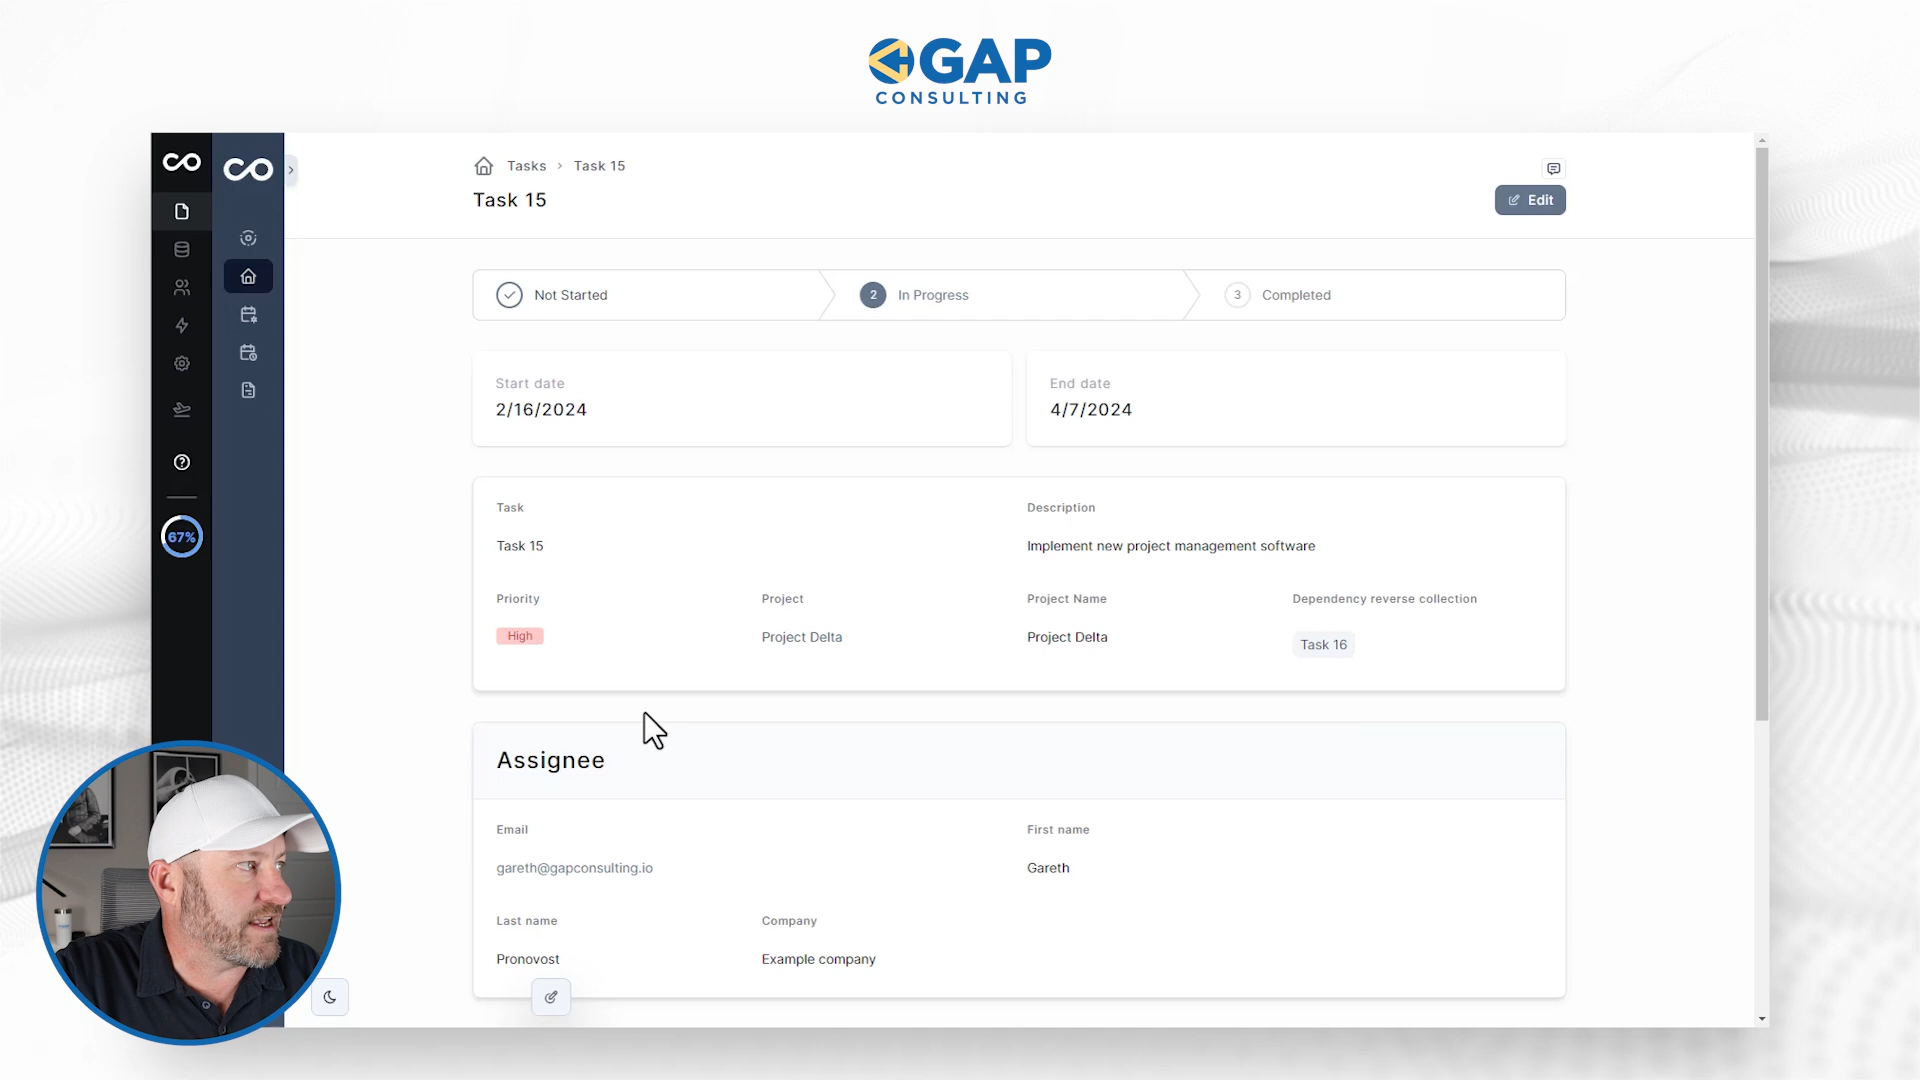 GAP
CONSULTING
Tasks > Task 15
Task 15
Edit
Not Started
2 In Progress
3 Completed
Start date
2/16/2024
End date
4/7/2024
Task
Task 15
Description
Implement new project management software
Priority
High
Project
Project Delta
Project Name
Project Delta
Dependency reverse collection
Task 16
67%
Assignee
Email
gareth@gapconsulting.io
First name
Gareth
Last name
Pronovost
Company
Example company